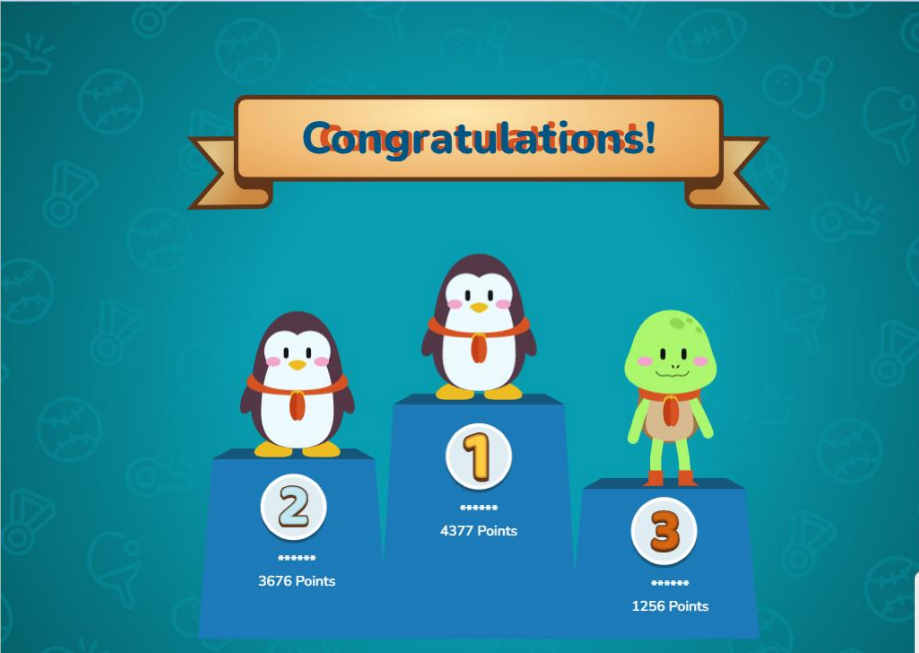 Congratulations!
1
******
4377 Points
2
******
3676 Points
3
******
1256 Points